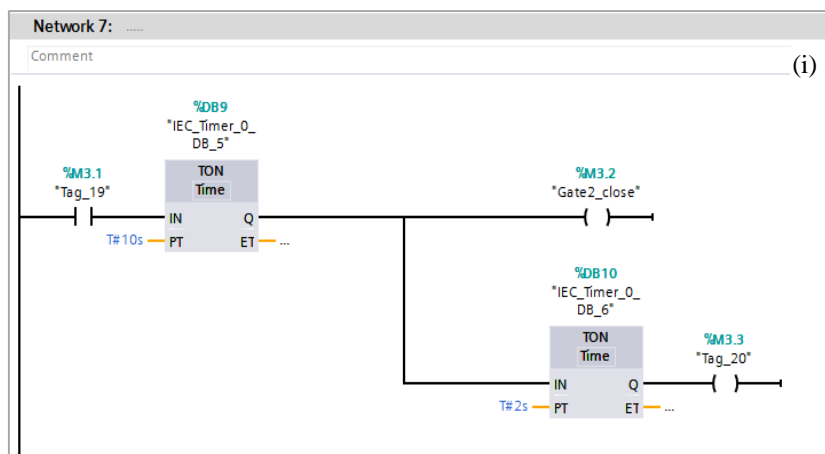 Network 7: .....
Comment
(i)
%DB9
"IEC_Timer_0_
DB_5"
%M3.1
"Tag_19"
TON
Time
IN Q
T#10s PT ET ...
%M3.2
"Gate2_close"
%DB10
"IEC_Timer_0_
DB_6"
TON
Time
%M3.3
"Tag_20"
IN Q
T#2s PT ET ...